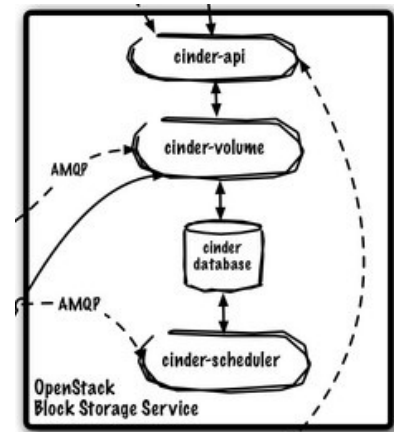 cinder-api
cinder-volume
AMQP
cinder
database
AMQP
cinder-scheduler
OpenStack
Block Storage Service